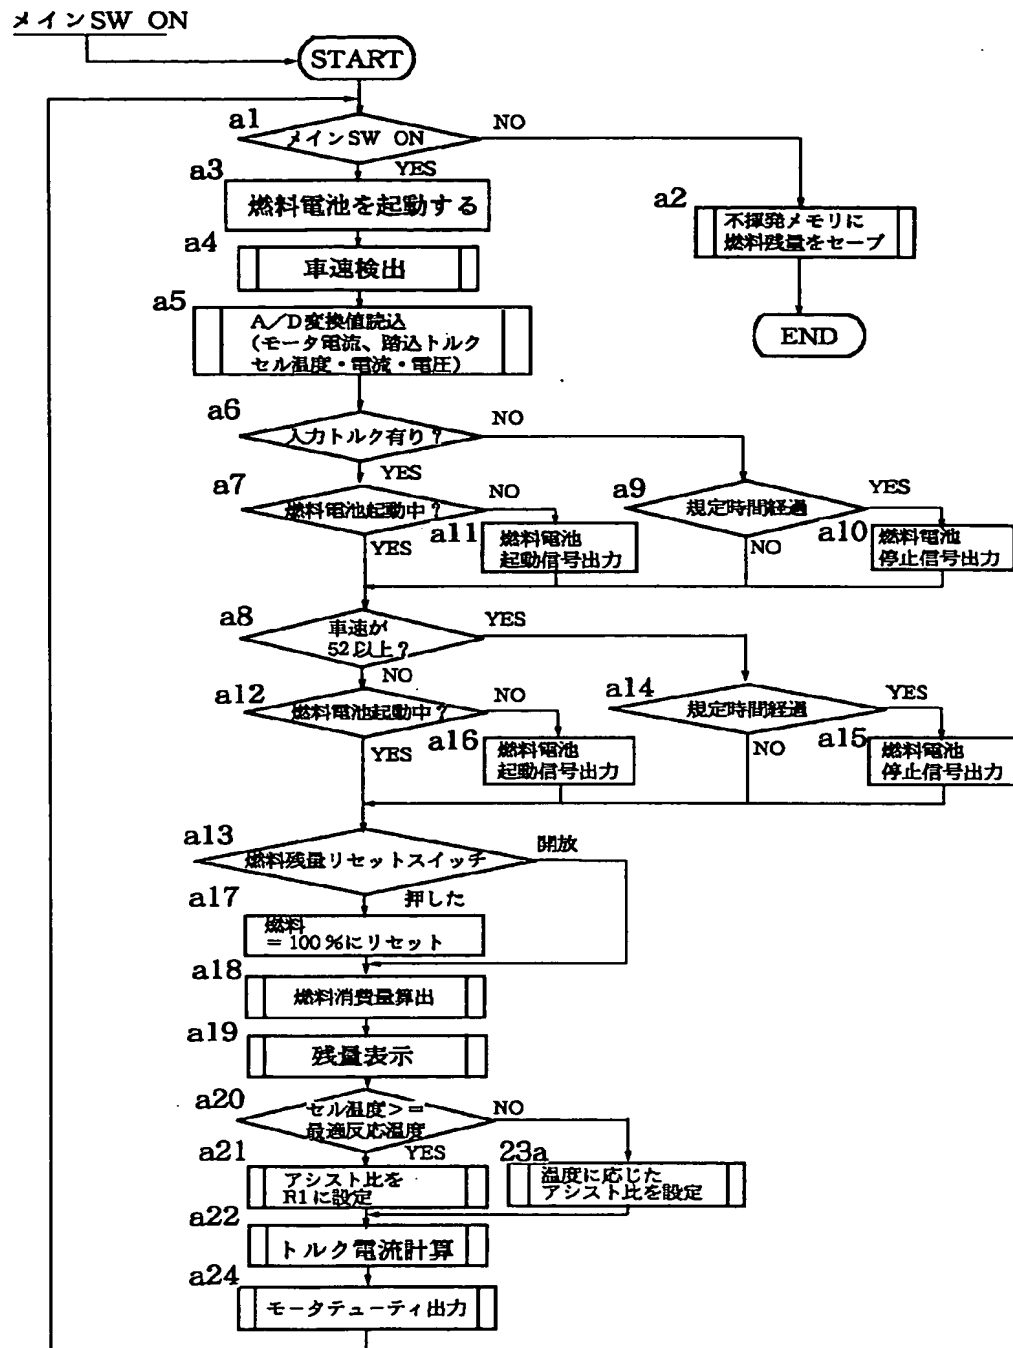 メインSW ON
START
a1
メインSW ON
NO
YES
a3
燃料電池を起動する
a2
不揮発メモリに
燃料残量をセーブ
END
a4
車速検出
a5
A/D変換値読込
(モータ電流、踏込トルク
セル温度・電流・電圧)
a6
入力トルク有り?
NO
YES
a7
燃料電池起動中?
NO
YES
a11
燃料電池
起動信号出力
a9
規定時間経過
YES
NO
a10
燃料電池
停止信号出力
a8
車速が
52以上?
YES
NO
a12
燃料電池起動中?
NO
YES
a16
燃料電池
起動信号出力
a14
規定時間経過
YES
NO
a15
燃料電池
停止信号出力
a13
燃料残量リセットスイッチ
開放
押した
a17
燃料
=100%にリセット
a18
燃料消費量算出
a19
残量表示
a20
セル温度>=
最適反応温度
NO
YES
a21
アシスト比を
R1に設定
23a
温度に応じた
アシスト比を設定
a22
トルク電流計算
a24
モータデューティ出力